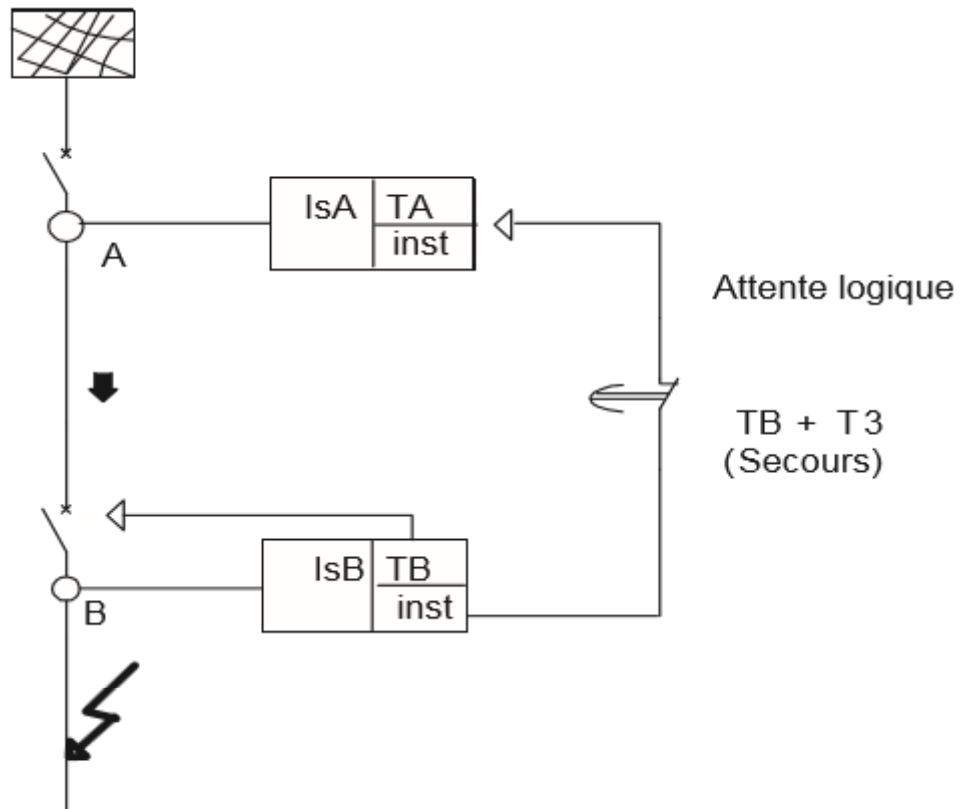 IsA TA
inst
A
Attente logique
TB + T3
(Secours)
IsB TB
inst
B